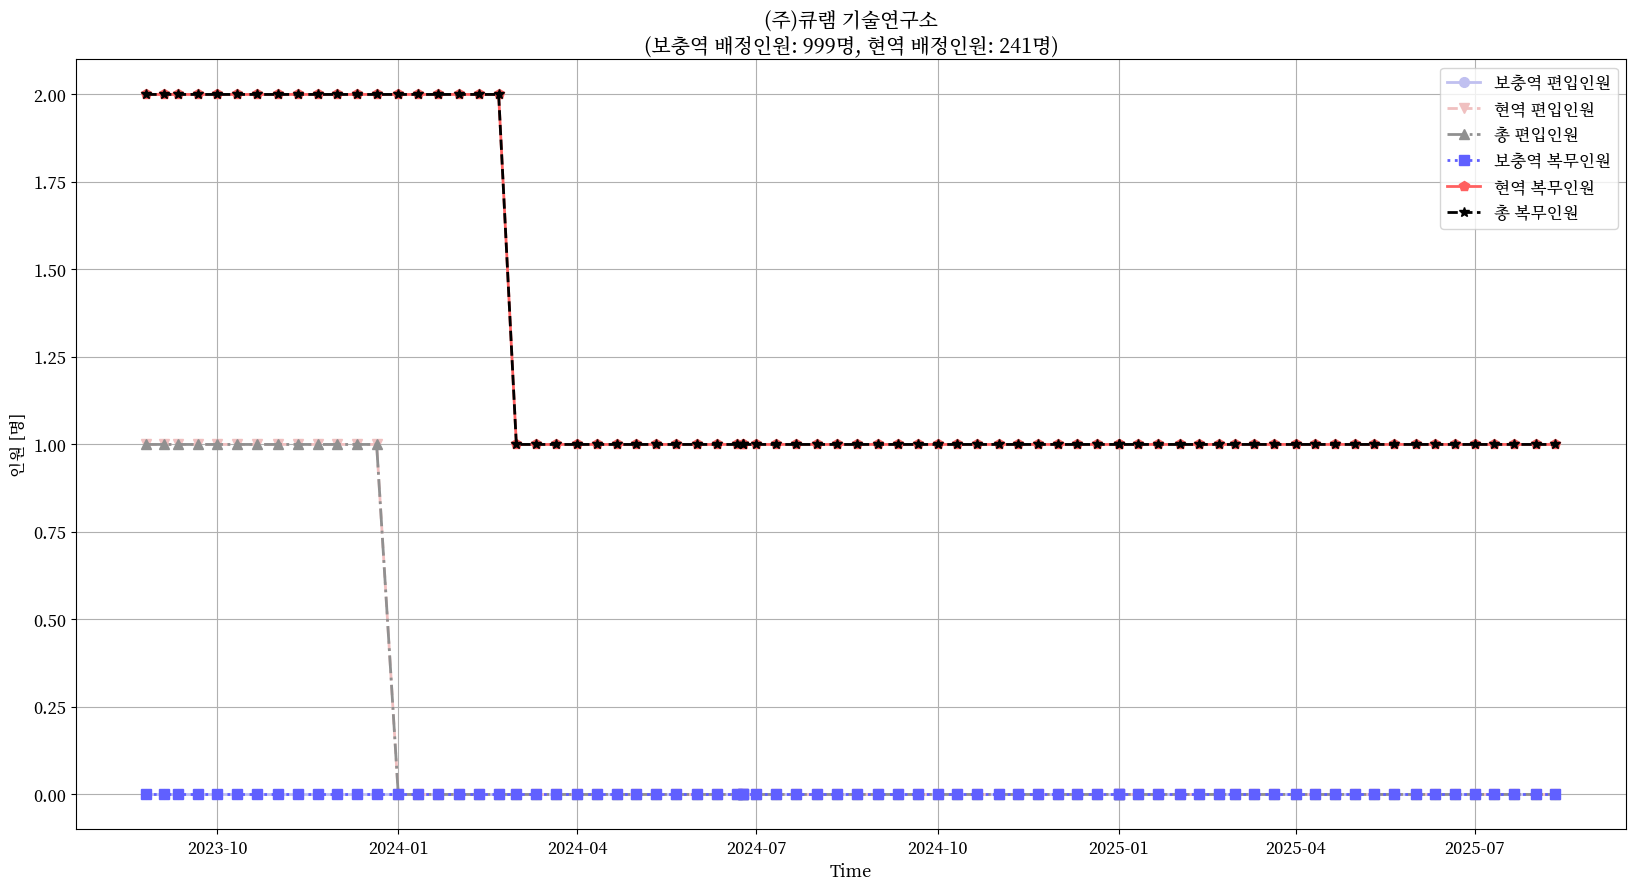 (주)큐램 기술연구소
(보충역 배정인원: 999명, 현역 배정인원: 241명)
보충역 편입인원
현역 편입인원
총 편입인원
보충역 복무인원
현역 복무인원
총 복무인원
인원 [명]
2.00
1.75
1.50
1.25
1.00
0.75
0.50
0.25
0.00
2023-10
2024-01
2024-04
2024-07
2024-10
2025-01
2025-04
2025-07
Time